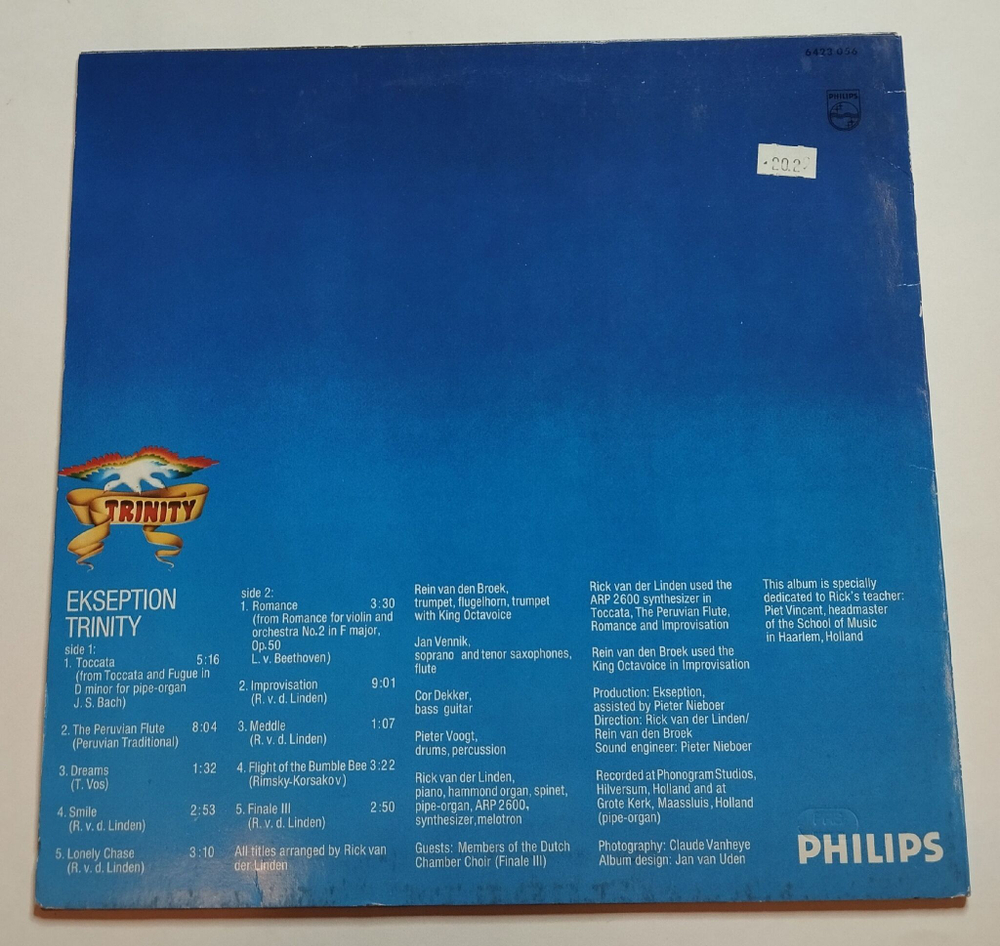 6423 056
PHILIPS
TRINITY
EKSEPTION
TRINITY
side 1:
1. Toccata 5:16
(from Toccata and Fugue in
D minor for pipe-organ
J. S. Bach)
2. The Peruvian Flute 8:04
(Peruvian Traditional)
3. Dreams 1:32
(T. Vos)
4. Smile 2:53
(R. v. d. Linden)
5. Lonely Chase 3:10
(R. v. d. Linden)
side 2:
1. Romance 3:30
(from Romance for violin and
orchestra No.2 in F major,
Op.50
L. v. Beethoven)
2. Improvisation 9:01
(R. v. d. Linden)
3. Meddle 1:07
(R. v. d. Linden)
4. Flight of the Bumble Bee 3:22
(Rimsky-Korsakov)
5. Finale III 2:50
(R. v. d. Linden)
All titles arranged by Rick van
der Linden
Rein van den Broek,
trumpet, flugelhorn, trumpet
with King Octavoice
Jan Vennik,
soprano and tenor saxophones,
flute
Cor Dekker,
bass guitar
Pieter Voogt,
drums, percussion
Rick van der Linden,
piano, hammond organ, spinet,
pipe-organ, ARP 2600,
synthesizer, melotron
Guests: Members of the Dutch
Chamber Choir (Finale III)
Rick van der Linden used the
ARP 2600 synthesizer in
Toccata, The Peruvian Flute,
Romance and Improvisation
Rein van den Broek used the
King Octavoice in Improvisation
Production: Ekseption,
assisted by Pieter Nieboer
Direction: Rick van der Linden/
Rein van den Broek
Sound engineer: Pieter Nieboer
Recorded at Phonogram Studios,
Hilversum, Holland and at
Grote Kerk, Maassluis, Holland
(pipe-organ)
Photography: Claude Vanheye
Album design: Jan van Uden
This album is specially
dedicated to Rick's teacher:
Piet Vincent, headmaster
of the School of Music
in Haarlem, Holland
PHILIPS